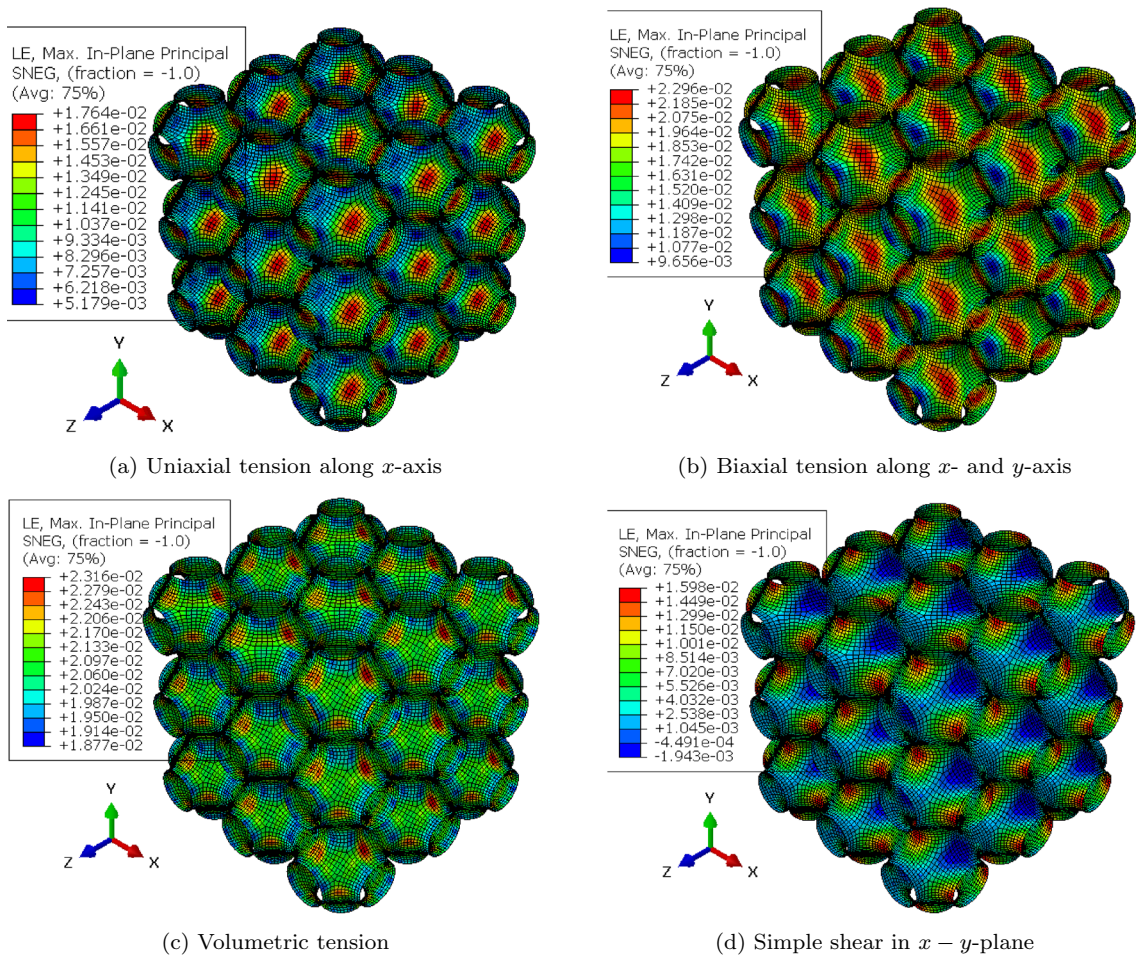 LE, Max. In-Plane Principal
SNEG, (fraction = -1.0)
(Avg: 75%)
+1.764e-02
+1.661e-02
+1.557e-02
+1.453e-02
+1.349e-02
+1.245e-02
+1.141e-02
+1.037e-02
+9.334e-03
+8.296e-03
+7.257e-03
+6.218e-03
+5.179e-03
Y
Z
X
(a) Uniaxial tension along x-axis
LE, Max. In-Plane Principal
SNEG, (fraction = -1.0)
(Avg: 75%)
+2.296e-02
+2.185e-02
+2.075e-02
+1.964e-02
+1.853e-02
+1.742e-02
+1.631e-02
+1.520e-02
+1.409e-02
+1.298e-02
+1.187e-02
+1.077e-02
+9.656e-03
Y
Z
X
(b) Biaxial tension along x- and y-axis
LE, Max. In-Plane Principal
SNEG, (fraction = -1.0)
(Avg: 75%)
+2.316e-02
+2.279e-02
+2.243e-02
+2.206e-02
+2.170e-02
+2.133e-02
+2.097e-02
+2.060e-02
+2.024e-02
+1.987e-02
+1.950e-02
+1.914e-02
+1.877e-02
Y
Z
X
(c) Volumetric tension
LE, Max. In-Plane Principal
SNEG, (fraction = -1.0)
(Avg: 75%)
+1.598e-02
+1.449e-02
+1.299e-02
+1.150e-02
+1.001e-02
+8.514e-03
+7.020e-03
+5.526e-03
+4.032e-03
+2.538e-03
+1.045e-03
-4.491e-04
-1.943e-03
Y
Z
X
(d) Simple shear in x − y-plane